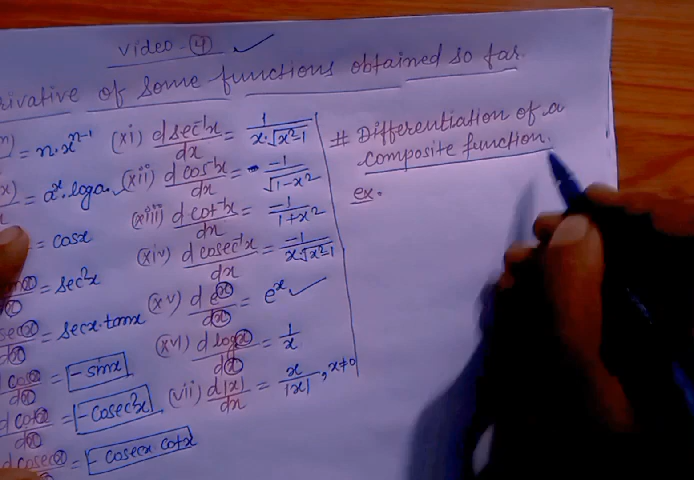 video - 4 ✓
rivative of some functions obtained so far.
= n·x^{n-1}
= a^x·loga
= cosx
= sec²x
= secx·tanx
= -sinx
= -cosec²x
= -cosecx·cotx
(xi) d sec⁻¹x/dx = 1/(x·√(x²-1))
(xii) d cos⁻¹x/dx = -1/√(1-x²)
(xiii) d cot⁻¹x/dx = -1/(1+x²)
(xiv) d cosec⁻¹x/dx = -1/(x·√(x²-1))
(xv) d e^x/dx = e^x ✓
(xvi) d logx/dx = 1/x
(vii) d|x|/dx = x/|x|, x≠0
# Differentiation of a
composite function.
ex.